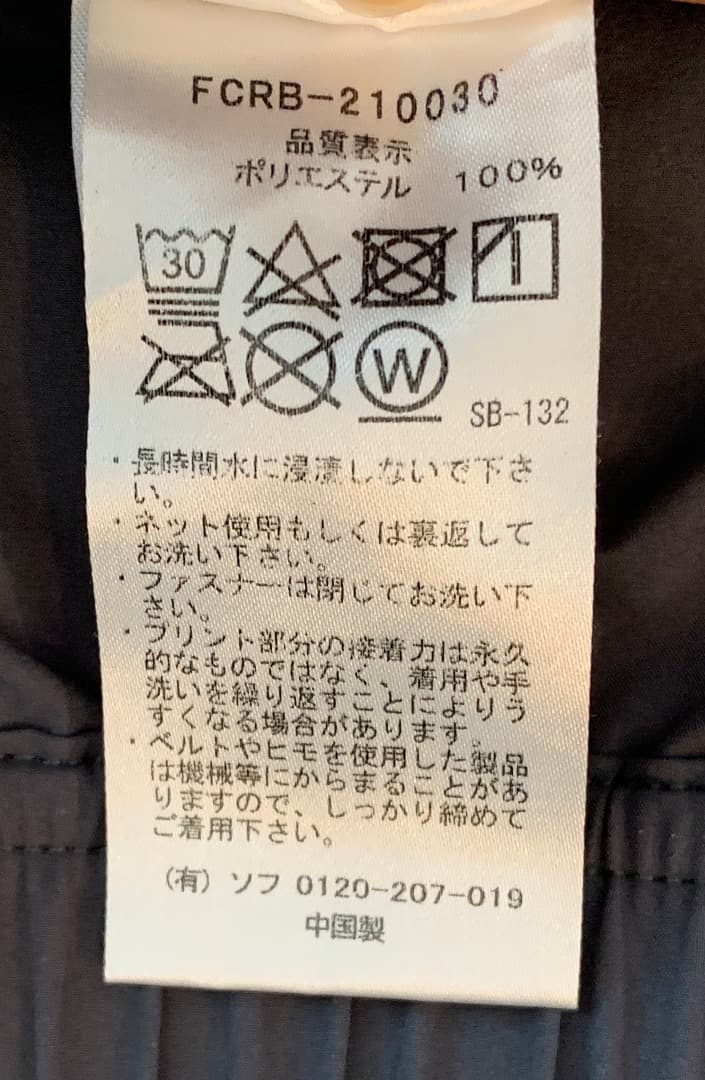 FCRB-210030
品質表示
ポリエステル 100%
30
W
SB-132
・長時間水に浸漬しないで下さ
い。
・ネット使用もしくは裏返して
お洗い下さい。
・ファスナーは閉じてお洗い下
さい。
・プリント部分の接着力は永久
的なものではなく、着用や手
洗いを繰り返すことによりう
すくなる場合があります。
・ベルトやヒモを使用した製品
は機械等にからまることがあ
りますので、しっかり締めて
ご着用下さい。
(有) ソフ 0120-207-019
中国製